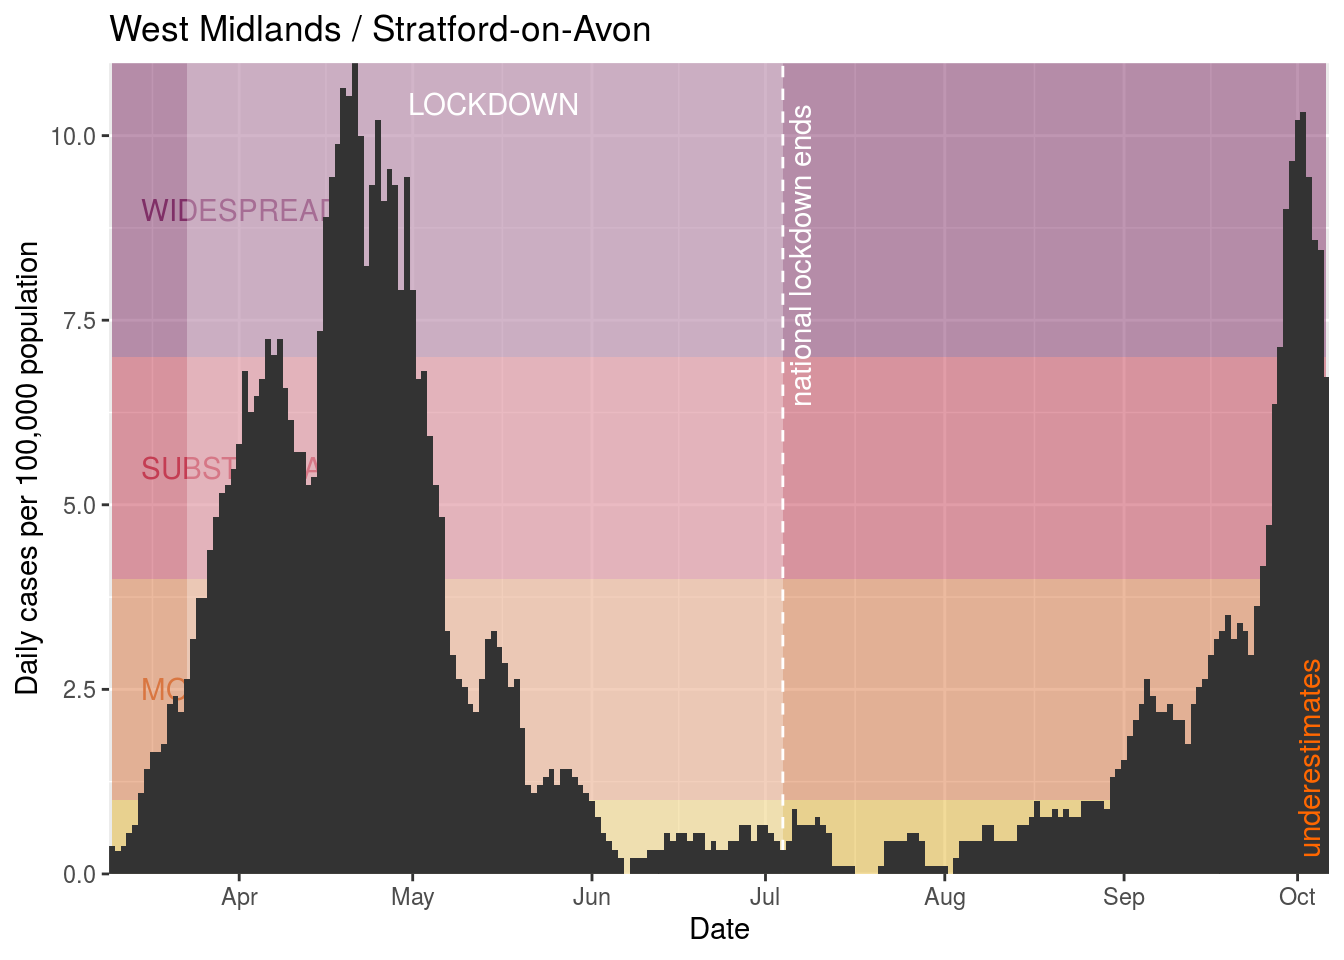 West Midlands / Stratford-on-Avon
LOCKDOWN
10.0
WIDESPREAD
national lockdown ends
7.5
Daily cases per 100,000 population
5.0
2.5
underestimates
0.0
Apr May Jun Jul Aug Sep Oct
Date